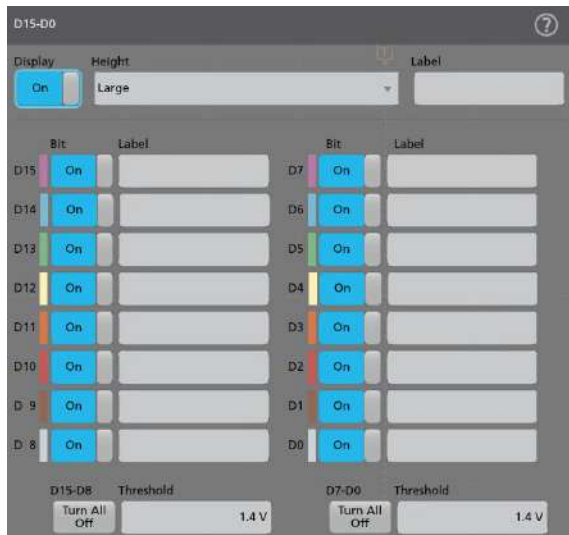 D15-D0 ?
Display Height Label
On Large
Bit Label Bit Label
D15 On D7 On
D14 On D6 On
D13 On D5 On
D12 On D4 On
D11 On D3 On
D10 On D2 On
D 9 On D1 On
D 8 On D0 On
D15-D8 Threshold D7-D0 Threshold
Turn All Off 1.4 V Turn All Off 1.4 V